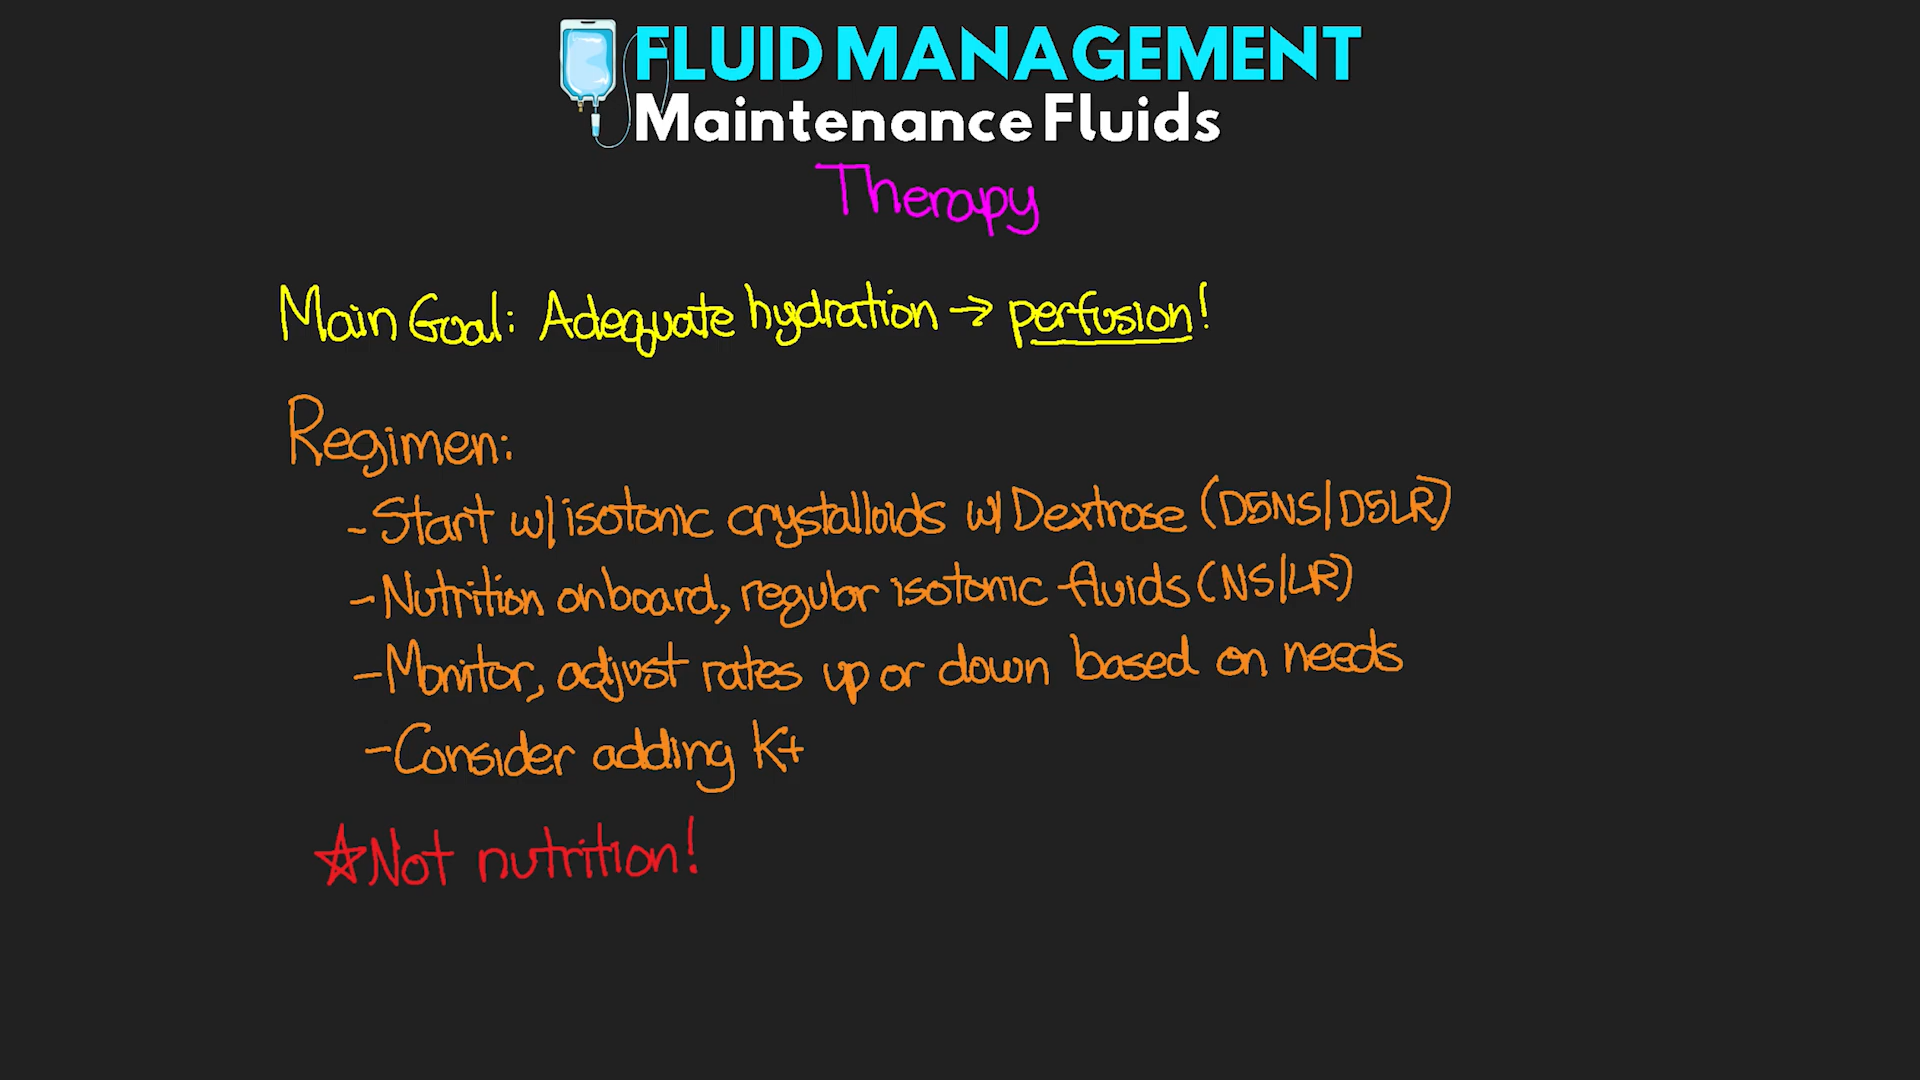 FLUID MANAGEMENT
Maintenance Fluids
Therapy
Main Goal: Adequate hydration → perfusion!
Regimen:
- Start w/ isotonic crystalloids w/ Dextrose (D5NS/D5LR)
- Nutrition onboard, regular isotonic fluids (NS/LR)
- Monitor, adjust rates up or down based on needs
- Consider adding K+
☆Not nutrition!